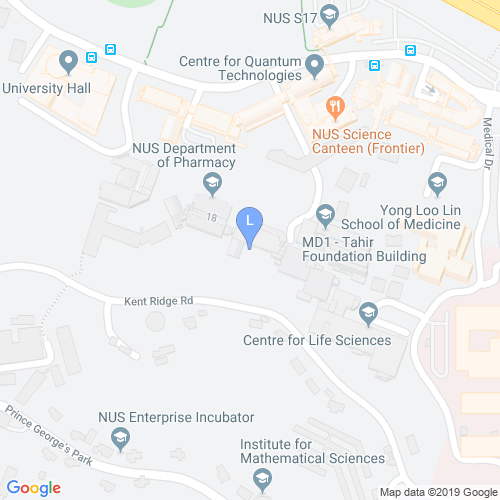 NUS S17
Centre for Quantum
Technologies
University Hall
NUS Science
Canteen (Frontier)
Medical Dr
NUS Department
of Pharmacy
18
L
Yong Loo Lin
School of Medicine
MD1 - Tahir
Foundation Building
Kent Ridge Rd
Centre for Life Sciences
Prince George's Park
NUS Enterprise Incubator
Institute for
Mathematical Sciences
Google
Map data ©2019 Google